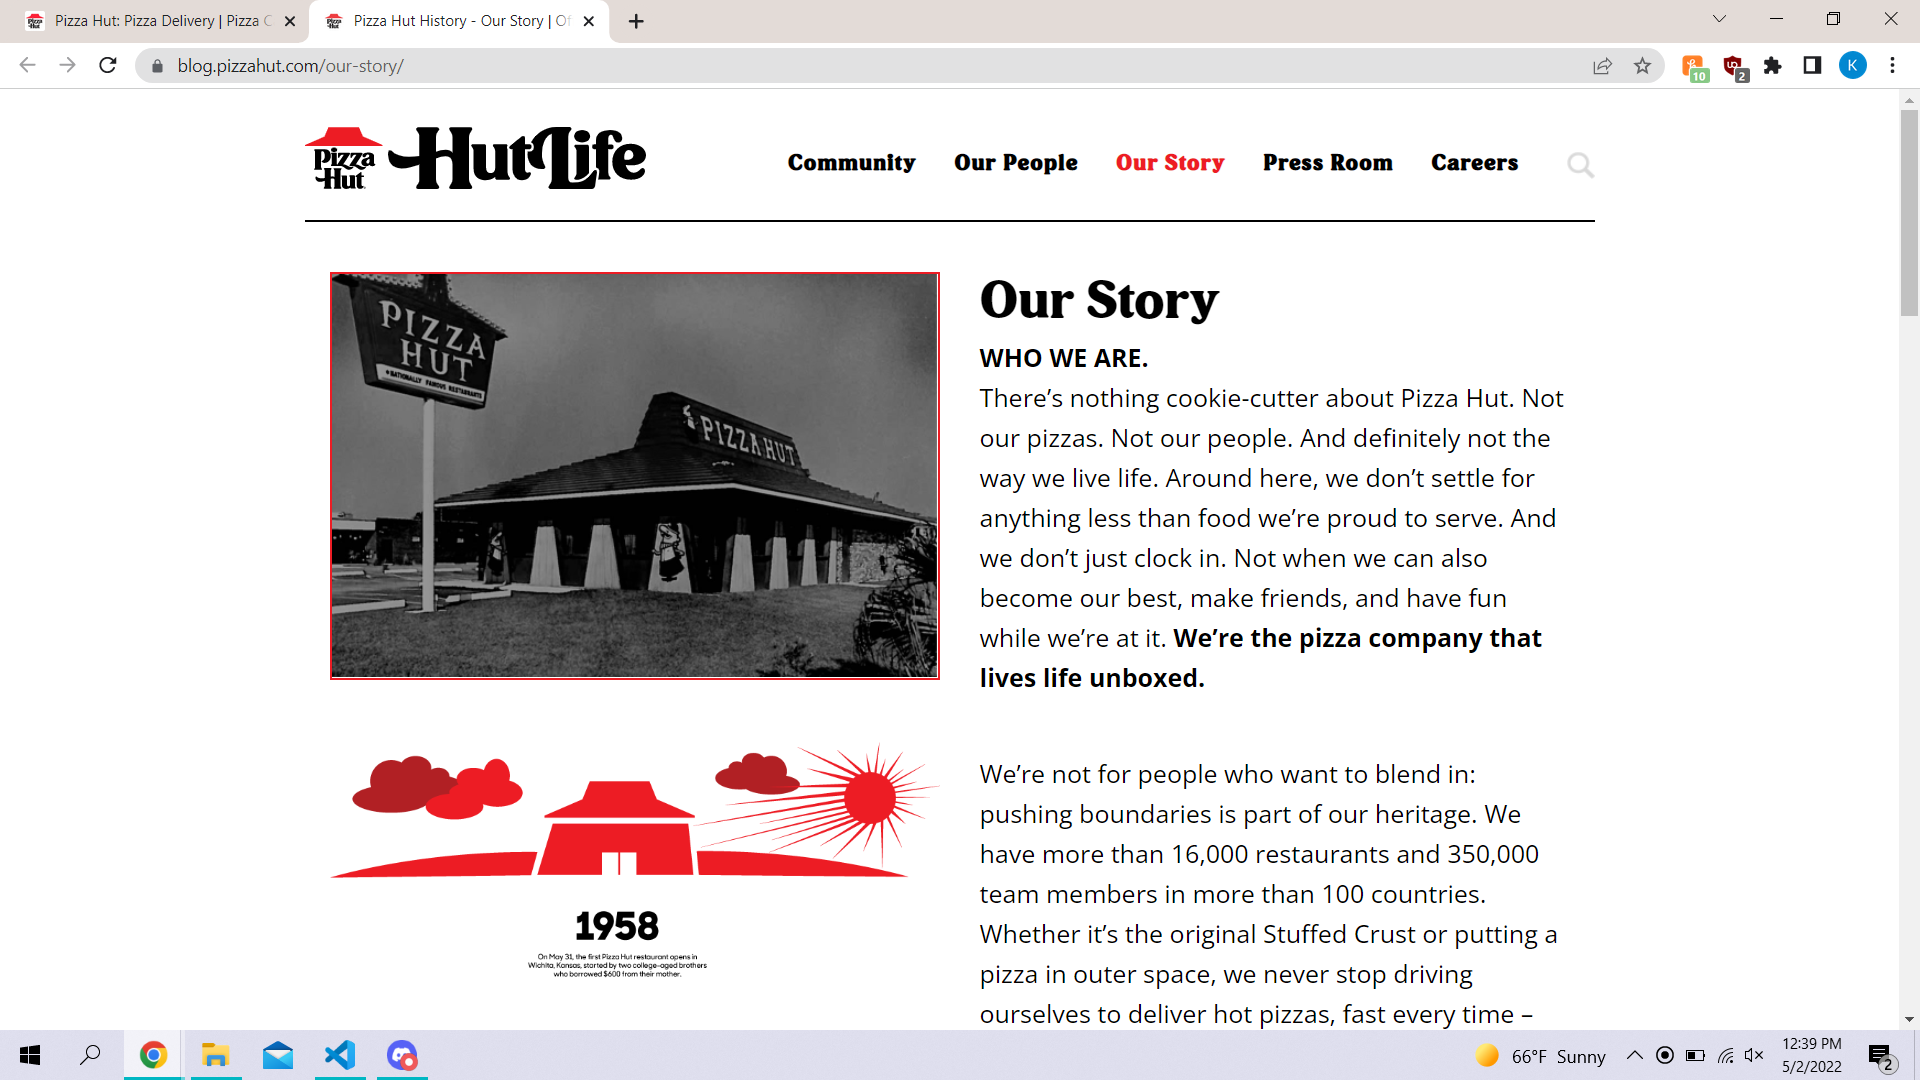 Pizza Hut: Pizza Delivery | Pizza C
Pizza Hut History - Our Story | Of
blog.pizzahut.com/our-story/
10
2
K
Pizza Hut
HutLife
Community
Our People
Our Story
Press Room
Careers
PIZZA
HUT
NATIONALLY FAMOUS RESTAURANTS
PIZZA HUT
Our Story
WHO WE ARE.
There’s nothing cookie-cutter about Pizza Hut. Not
our pizzas. Not our people. And definitely not the
way we live life. Around here, we don’t settle for
anything less than food we’re proud to serve. And
we don’t just clock in. Not when we can also
become our best, make friends, and have fun
while we’re at it. We’re the pizza company that
lives life unboxed.
We’re not for people who want to blend in:
pushing boundaries is part of our heritage. We
have more than 16,000 restaurants and 350,000
team members in more than 100 countries.
Whether it’s the original Stuffed Crust or putting a
pizza in outer space, we never stop driving
ourselves to deliver hot pizzas, fast every time –
1958
On May 31, the first Pizza Hut restaurant opens in
Wichita, Kansas, started by two college-aged brothers
who borrowed $600 from their mother.
66°F Sunny
12:39 PM
5/2/2022
2